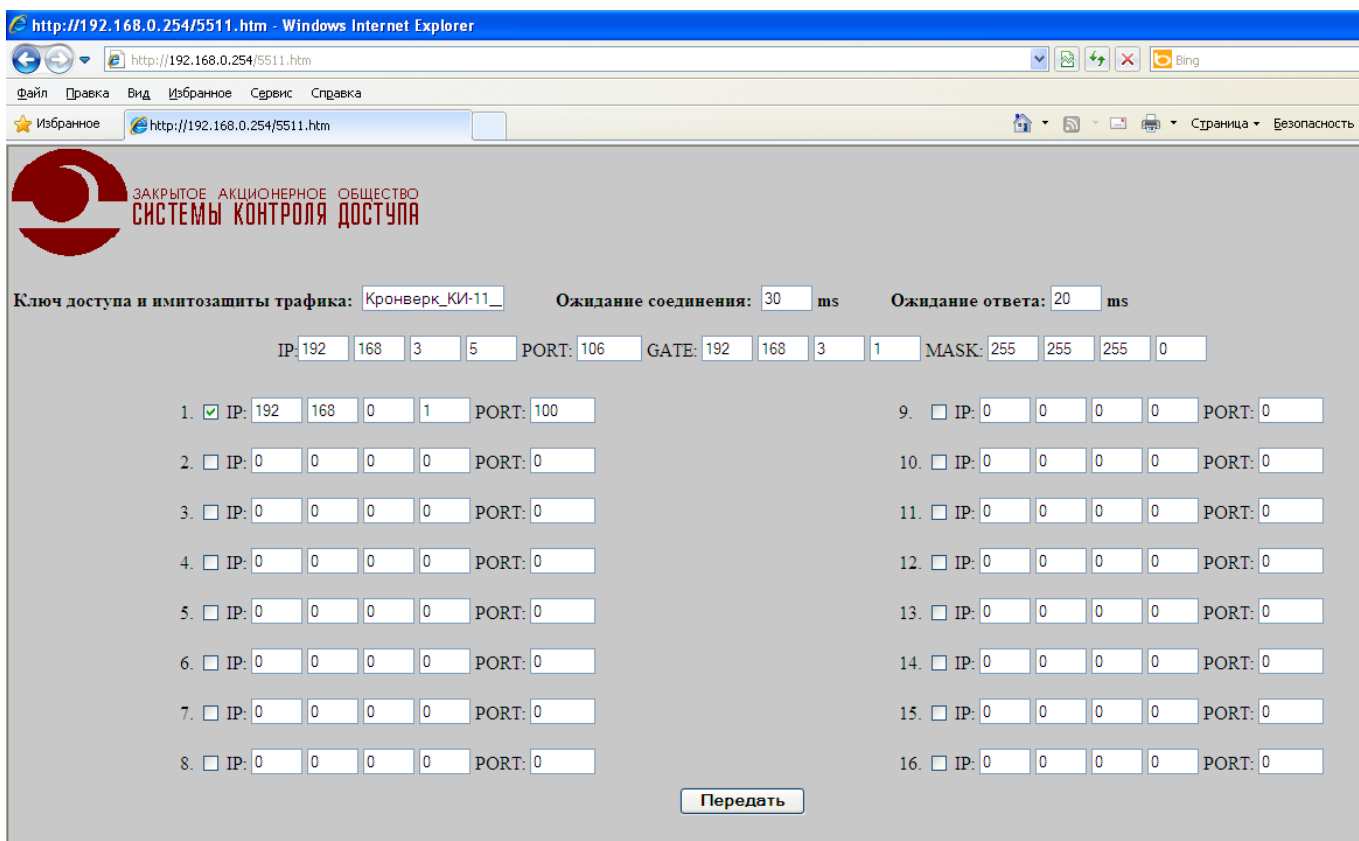 http://192.168.0.254/5511.htm - Windows Internet Explorer
http://192.168.0.254/5511.htm Bing
Файл Правка Вид Избранное Сервис Справка
Избранное http://192.168.0.254/5511.htm Страница Безопасность
ЗАКРЫТОЕ АКЦИОНЕРНОЕ ОБЩЕСТВО
СИСТЕМЫ КОНТРОЛЯ ДОСТУПА
Ключ доступа и имитозащиты трафика: Кронверк_КИ-11__ Ожидание соединения: 30 ms Ожидание ответа: 20 ms
IP: 192 168 3 5 PORT: 106 GATE: 192 168 3 1 MASK: 255 255 255 0
1. IP: 192 168 0 1 PORT: 100 9. IP: 0 0 0 0 PORT: 0
2. IP: 0 0 0 0 PORT: 0 10. IP: 0 0 0 0 PORT: 0
3. IP: 0 0 0 0 PORT: 0 11. IP: 0 0 0 0 PORT: 0
4. IP: 0 0 0 0 PORT: 0 12. IP: 0 0 0 0 PORT: 0
5. IP: 0 0 0 0 PORT: 0 13. IP: 0 0 0 0 PORT: 0
6. IP: 0 0 0 0 PORT: 0 14. IP: 0 0 0 0 PORT: 0
7. IP: 0 0 0 0 PORT: 0 15. IP: 0 0 0 0 PORT: 0
8. IP: 0 0 0 0 PORT: 0 16. IP: 0 0 0 0 PORT: 0
Передать